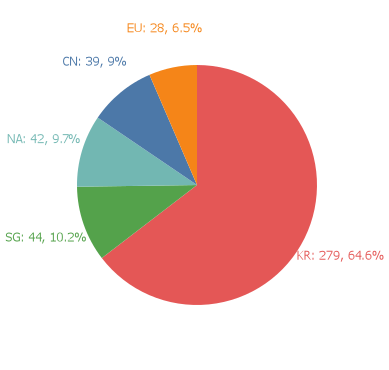 EU: 28, 6.5%
CN: 39, 9%
NA: 42, 9.7%
SG: 44, 10.2%
KR: 279, 64.6%